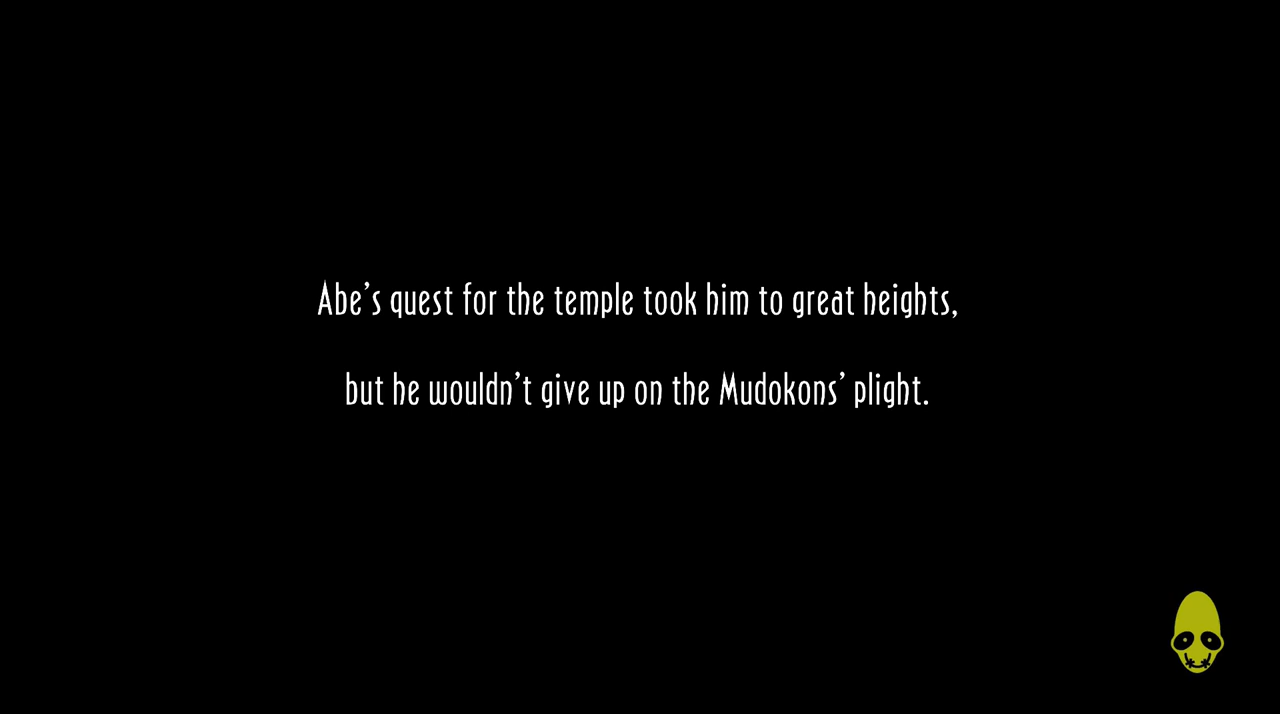 Abe’s quest for the temple took him to great heights,
but he wouldn’t give up on the Mudokons’ plight.